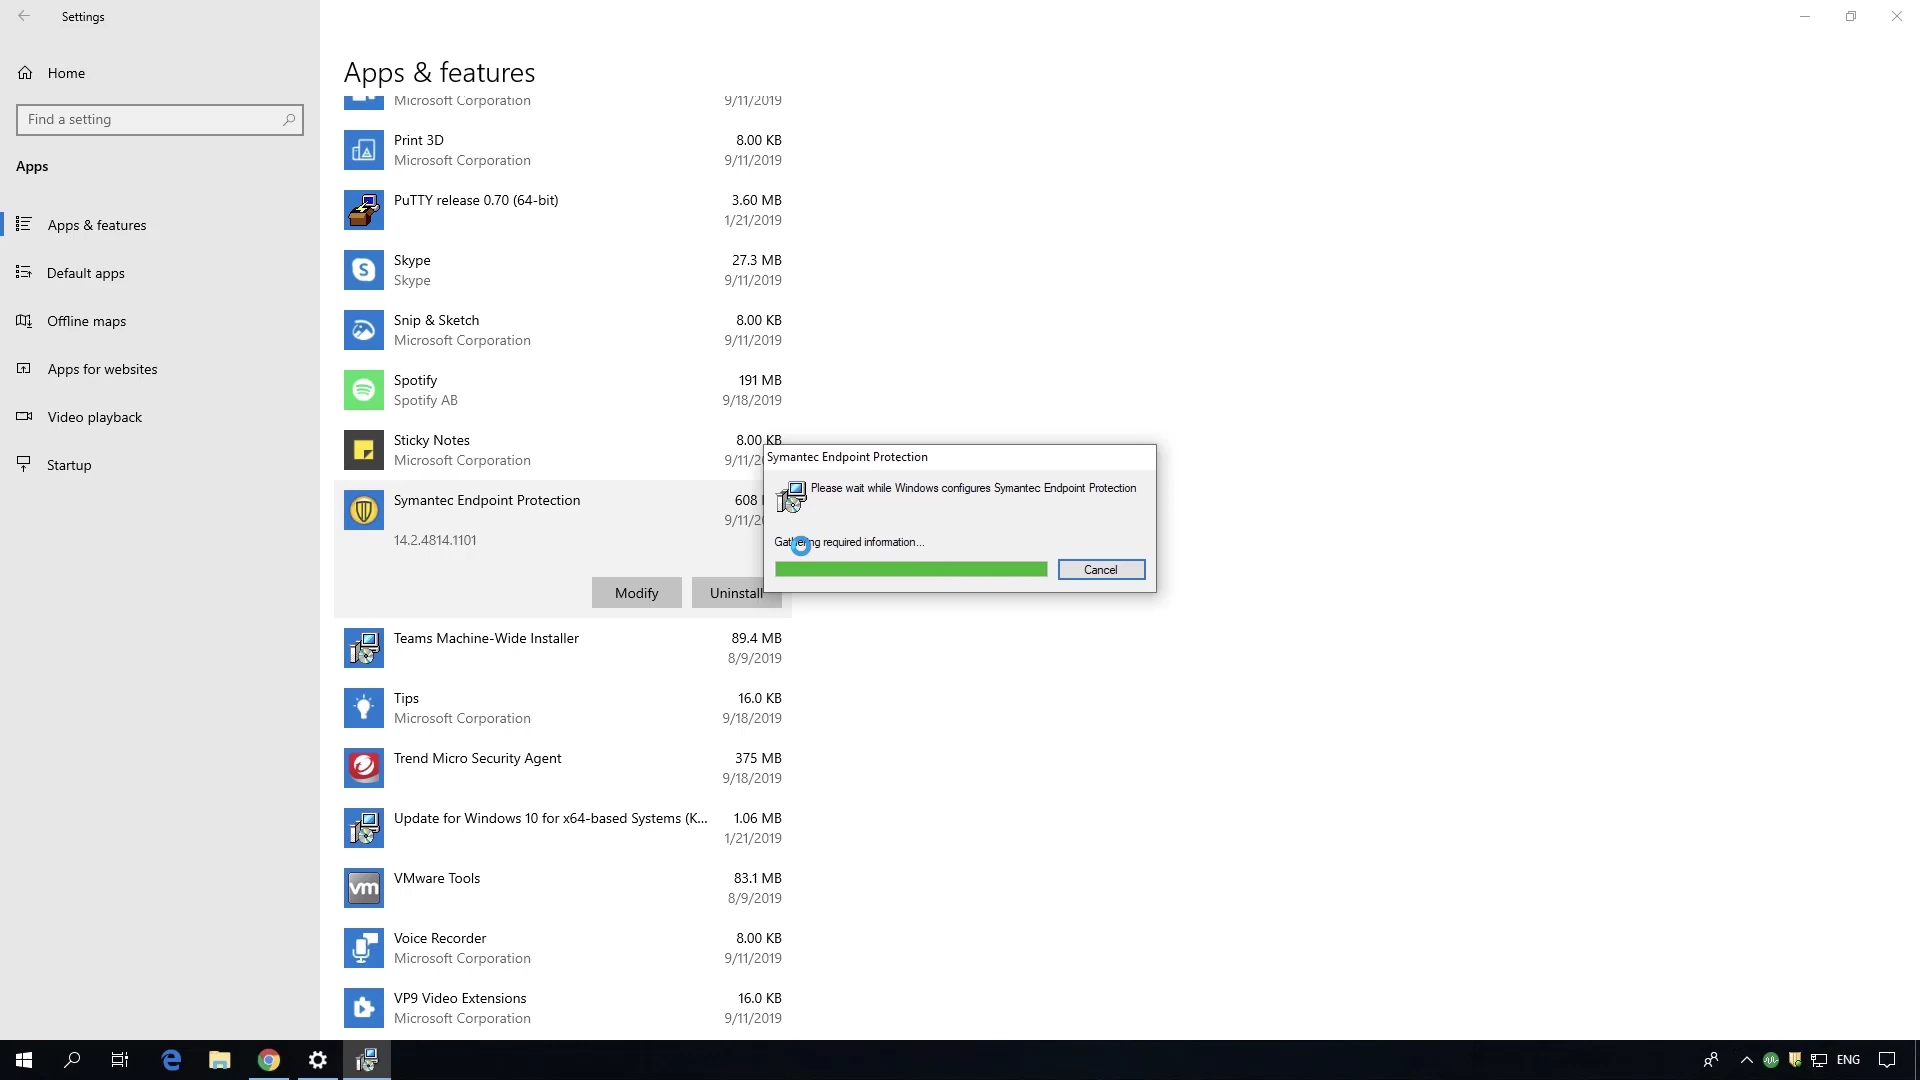 Settings
Home
Find a setting
Apps
Apps & features
Default apps
Offline maps
Apps for websites
Video playback
Startup
Apps & features
Microsoft Corporation 9/11/2019
Print 3D 8.00 KB
Microsoft Corporation 9/11/2019
PuTTY release 0.70 (64-bit) 3.60 MB
1/21/2019
Skype 27.3 MB
Skype 9/11/2019
Snip & Sketch 8.00 KB
Microsoft Corporation 9/11/2019
Spotify 191 MB
Spotify AB 9/18/2019
Sticky Notes 8.00 KB
Microsoft Corporation 9/11/2
Symantec Endpoint Protection 608
9/11/2
14.2.4814.1101
Modify Uninstall
Symantec Endpoint Protection
Please wait while Windows configures Symantec Endpoint Protection
Gathering required information...
Cancel
Teams Machine-Wide Installer 89.4 MB
8/9/2019
Tips 16.0 KB
Microsoft Corporation 9/18/2019
Trend Micro Security Agent 375 MB
9/18/2019
Update for Windows 10 for x64-based Systems (K... 1.06 MB
1/21/2019
vm
VMware Tools 83.1 MB
8/9/2019
Voice Recorder 8.00 KB
Microsoft Corporation 9/11/2019
VP9 Video Extensions 16.0 KB
Microsoft Corporation 9/11/2019
ENG